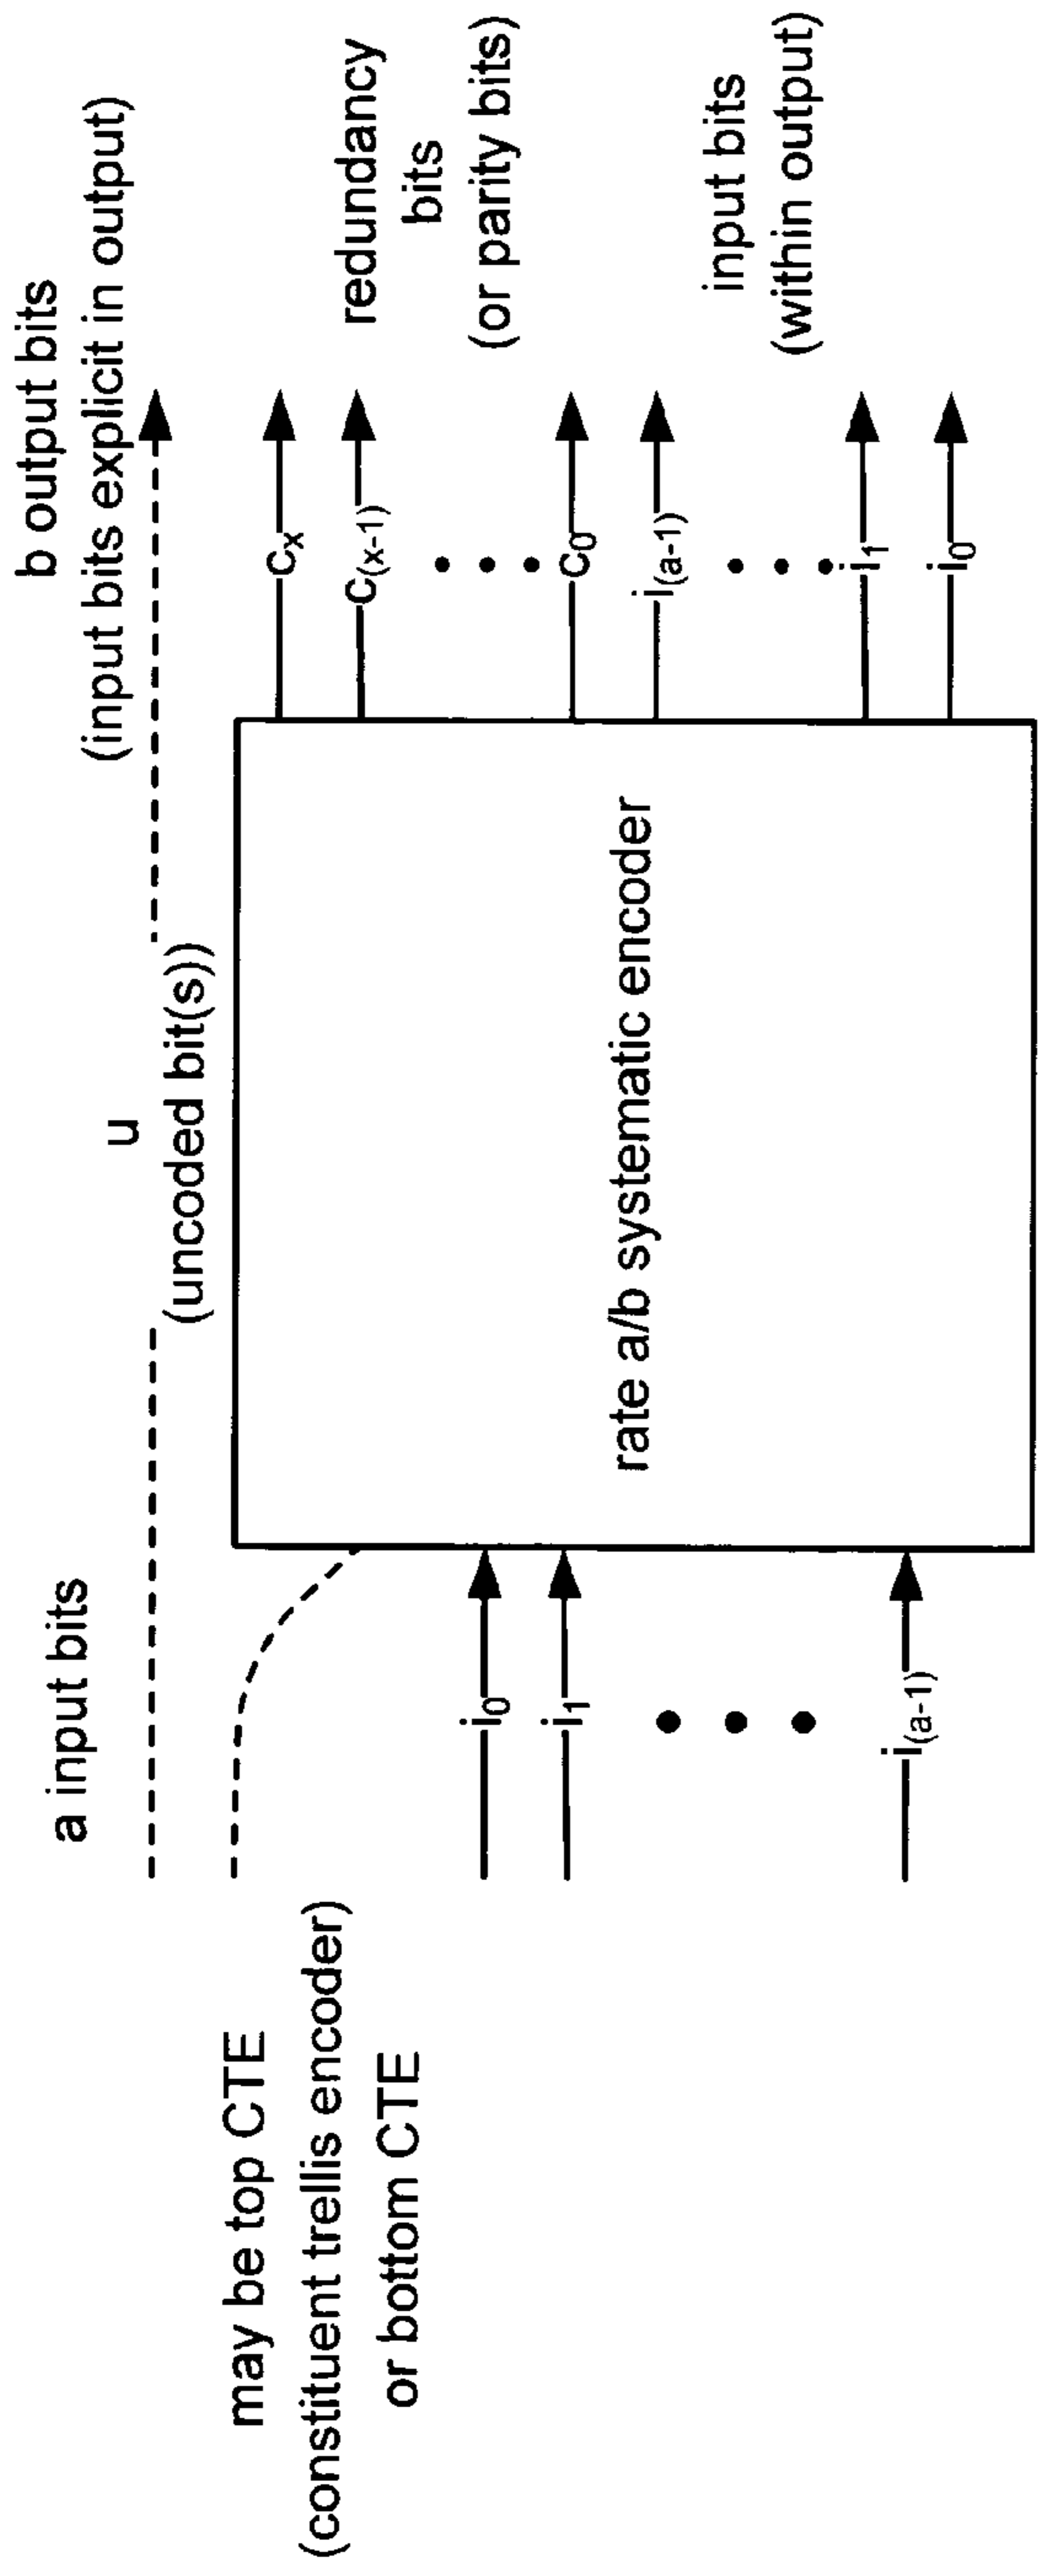 a input bits
u
(uncoded bit(s))
b output bits
(input bits explicit in output)
may be top CTE
(constituent trellis encoder)
or bottom CTE
i0
i1
i(a-1)
rate a/b systematic encoder
cx
c(x-1)
c0
i(a-1)
i1
i0
redundancy
bits
(or parity bits)
input bits
(within output)